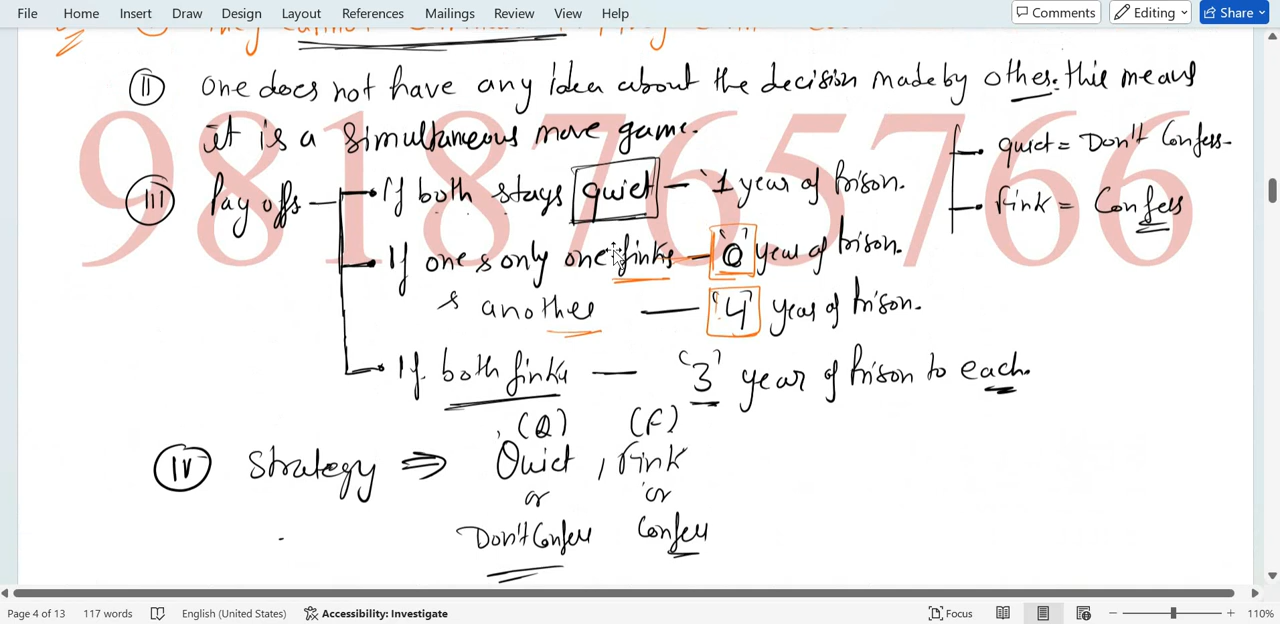 File Home Insert Draw Design Layout References Mailings Review View Help Comments Editing Share
They cannot
(II) One does not have any idea about the decision made by other. this means
it is a simultaneous move game.
quiet = Don't Confess
fink = Confess
(III) Pay offs - If both stays quiet - '1' year of Prison.
If one & only one finks - '0' year of Prison.
& another - '4' year of Prison.
If both finks - '3' year of Prison to each.
(Q) (F)
(IV) Strategy ⇒ Quiet, Fink
or or
Don't Confess Confess
9818765766
Page 4 of 13 117 words English (United States) Accessibility: Investigate Focus 110%